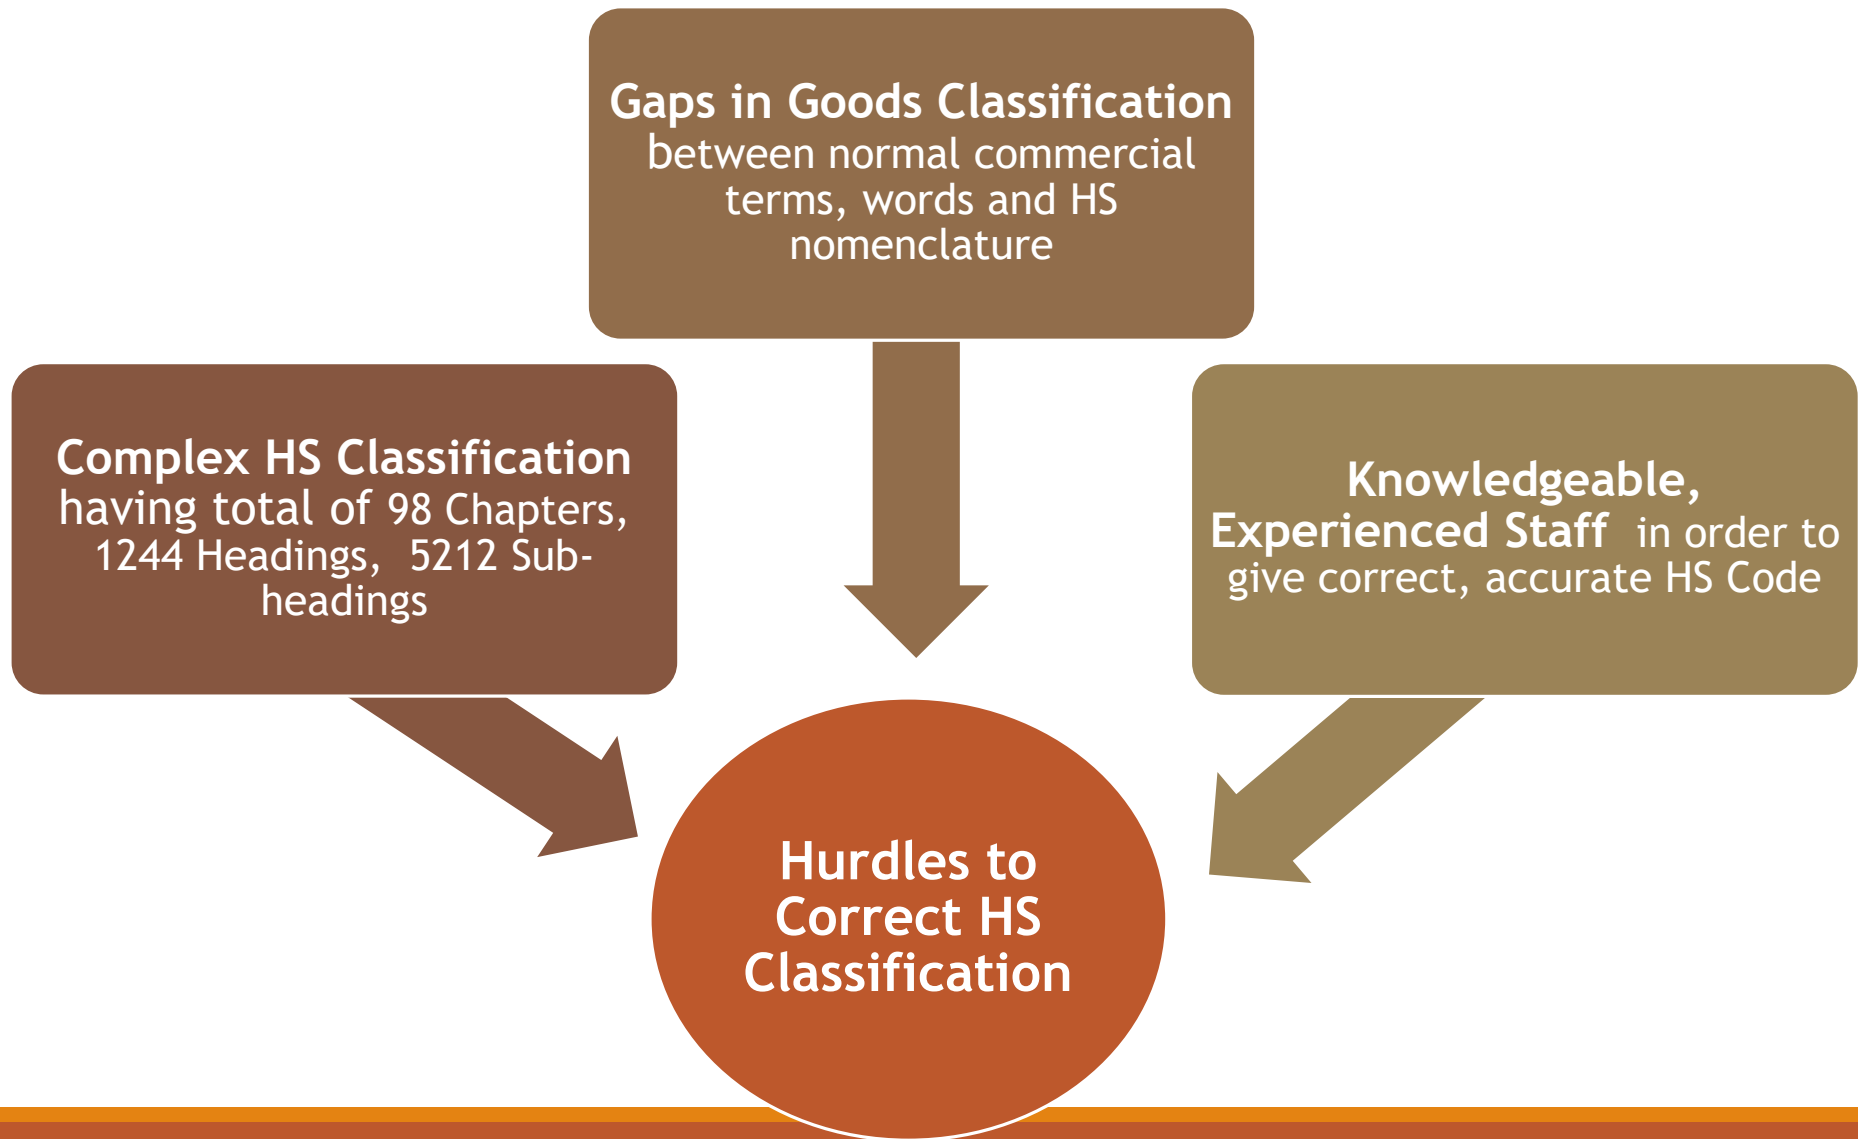 Gaps in Goods Classification
between normal commercial
terms, words and HS
nomenclature
Complex HS Classification
having total of 98 Chapters,
1244 Headings,  5212 Sub-
headings
Knowledgeable,
Experienced Staff  in order to
give correct, accurate HS Code
Hurdles to
Correct HS
Classification